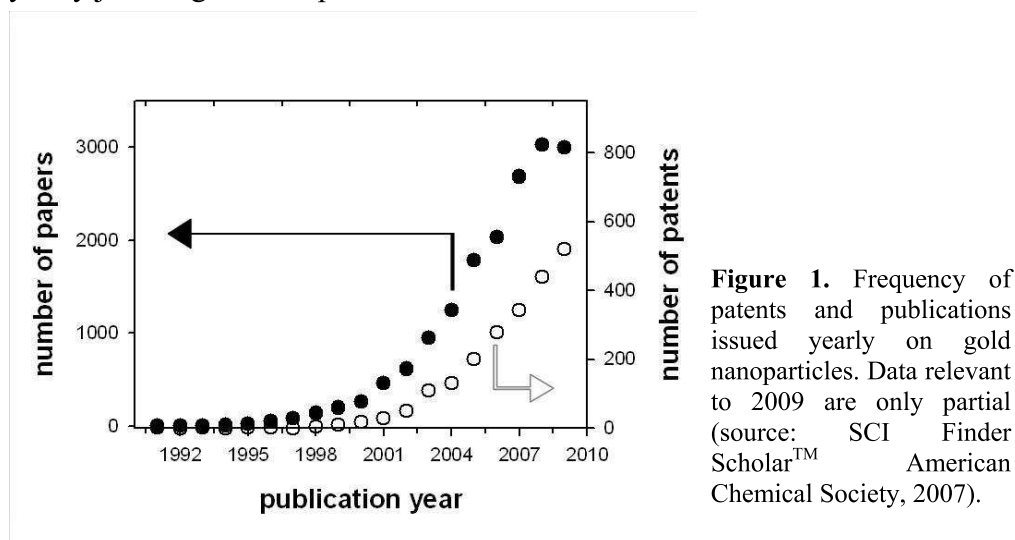 3000
2000
1000
0
number of papers
800
600
400
200
0
number of patents
1992 1995 1998 2001 2004 2007 2010
publication year
Figure 1. Frequency of
patents and publications
issued yearly on gold
nanoparticles. Data relevant
to 2009 are only partial
(source: SCI Finder
Scholar™ American
Chemical Society, 2007).